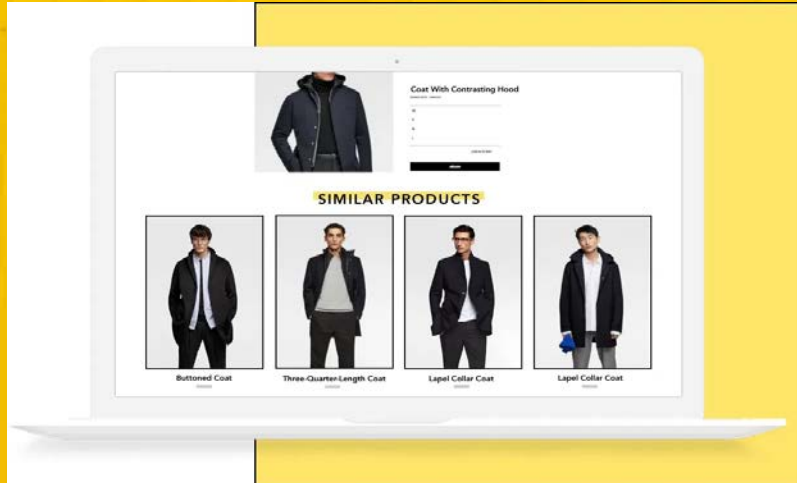 Coat With Contrasting Hood
SIMILAR PRODUCTS
Buttoned Coat
Three-Quarter-Length Coat
Lapel Collar Coat
Lapel Collar Coat